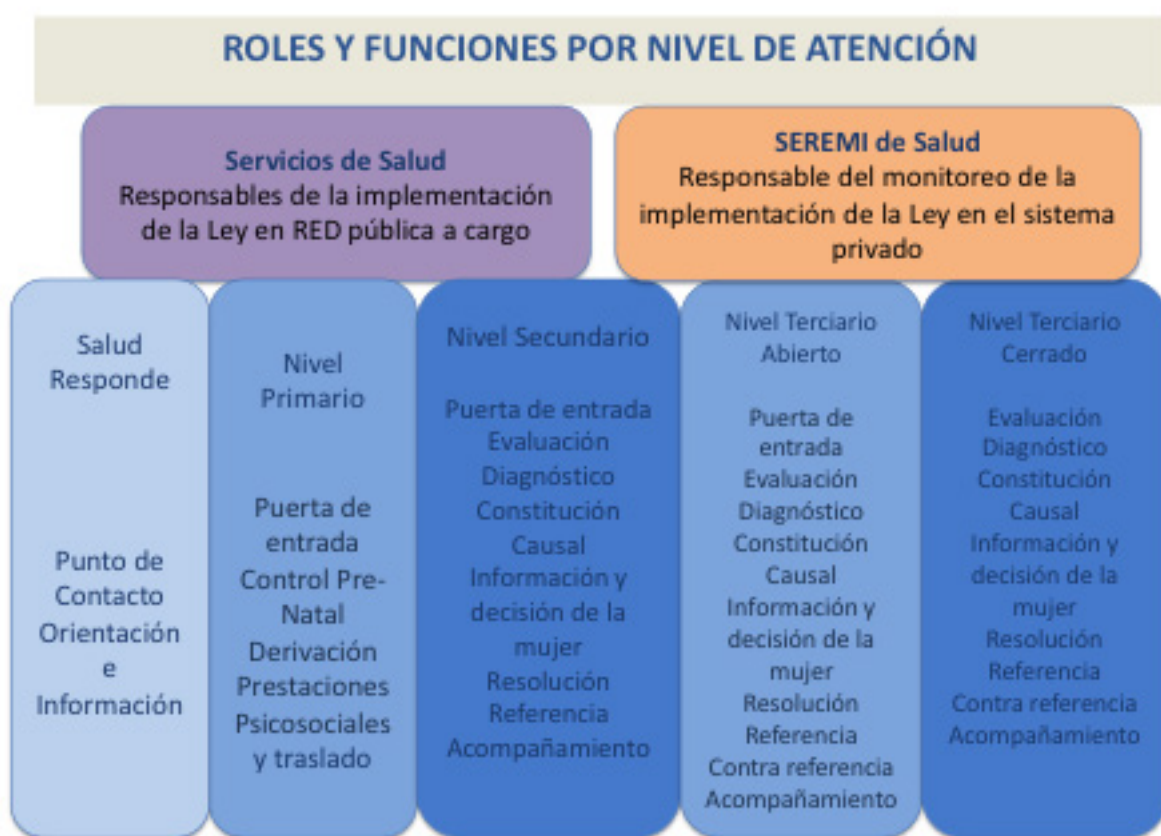 ROLES Y FUNCIONES POR NIVEL DE ATENCIÓN
Servicios de Salud
Responsables de la implementación
de la Ley en RED pública a cargo
SEREMI de Salud
Responsable del monitoreo de la
implementación de la Ley en el sistema
privado
Salud
Responde
Punto de
Contacto
Orientación
e
Información
Nivel
Primario
Puerta de
entrada
Control Pre-
Natal
Derivación
Prestaciones
Psicosociales
y traslado
Nivel Secundario
Puerta de entrada
Evaluación
Diagnóstico
Constitución
Causal
Información y
decisión de la
mujer
Resolución
Referencia
Acompañamiento
Nivel Terciario
Abierto
Puerta de
entrada
Evaluación
Diagnóstico
Constitución
Causal
Información y
decisión de la
mujer
Resolución
Referencia
Contra referencia
Acompañamiento
Nivel Terciario
Cerrado
Evaluación
Diagnóstico
Constitución
Causal
Información y
decisión de la
mujer
Resolución
Referencia
Contra referencia
Acompañamiento